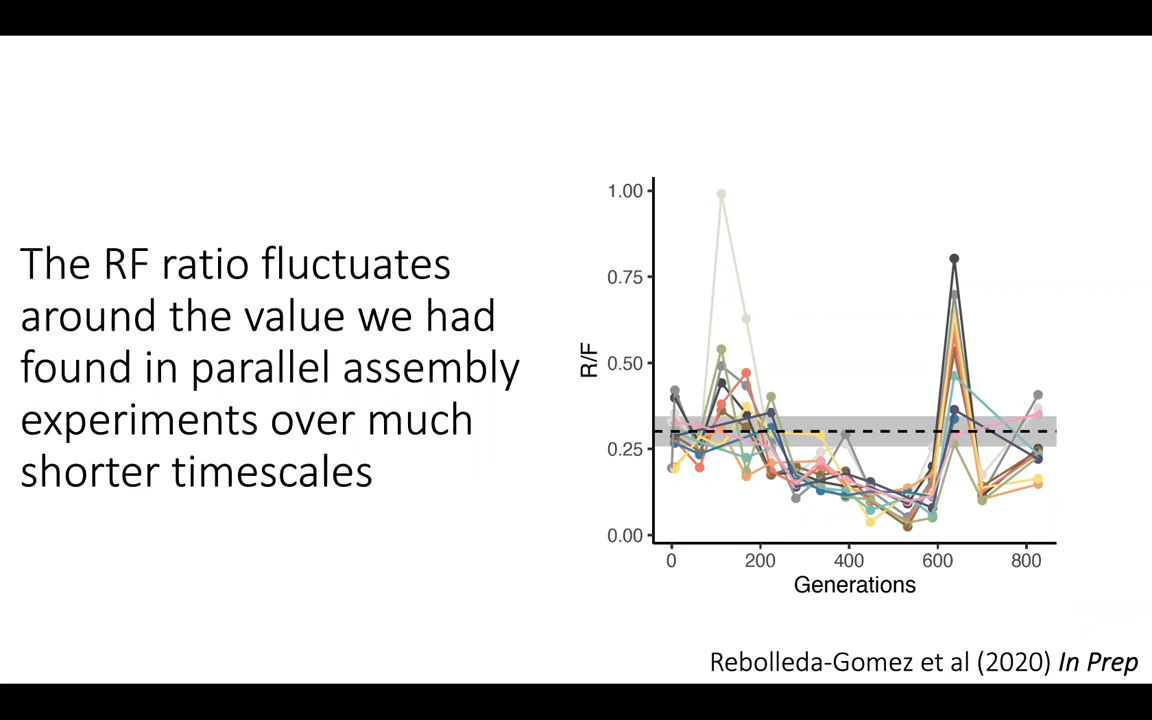 The RF ratio fluctuates
around the value we had
found in parallel assembly
experiments over much
shorter timescales
1.00
0.75
0.50
0.25
0.00
R/F
0
200
400
600
800
Generations
Rebolleda-Gomez et al (2020) In Prep